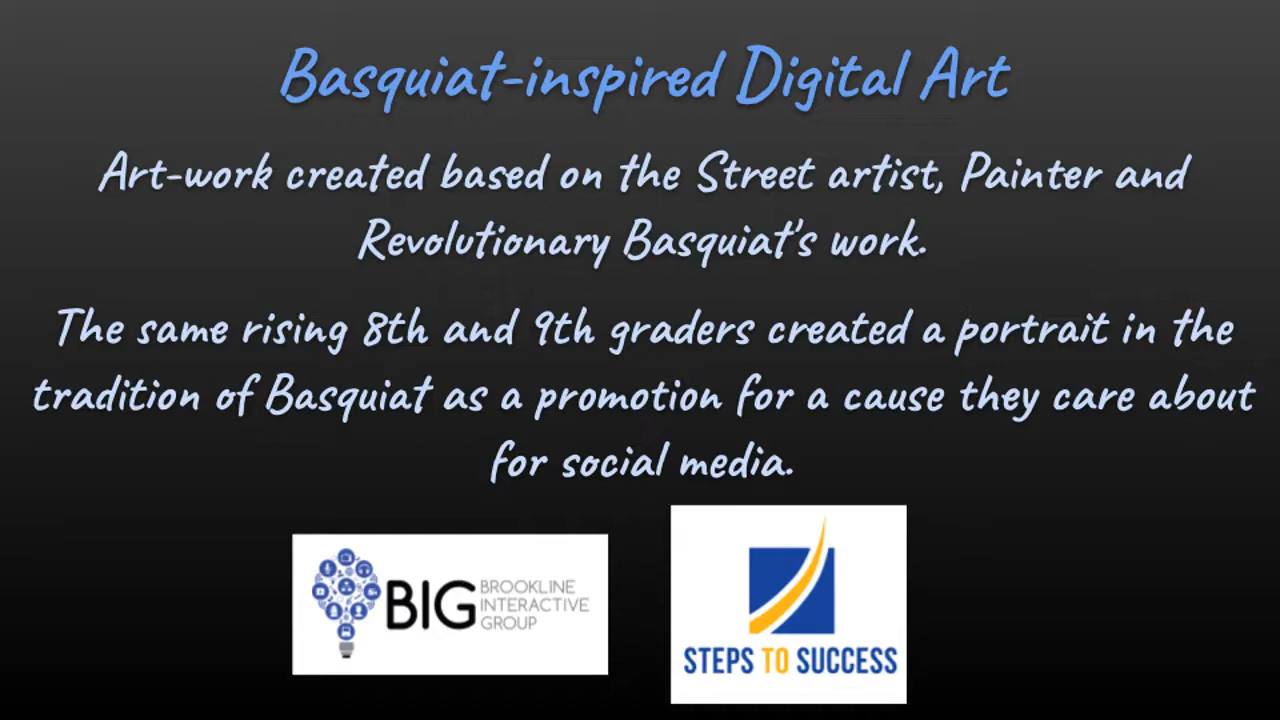 Basquiat-inspired Digital Art
Art-work created based on the Street artist, Painter and
Revolutionary Basquiat's work.
The same rising 8th and 9th graders created a portrait in the
tradition of Basquiat as a promotion for a cause they care about
for social media.
BIG
BROOKLINE
INTERACTIVE
GROUP
STEPS TO SUCCESS